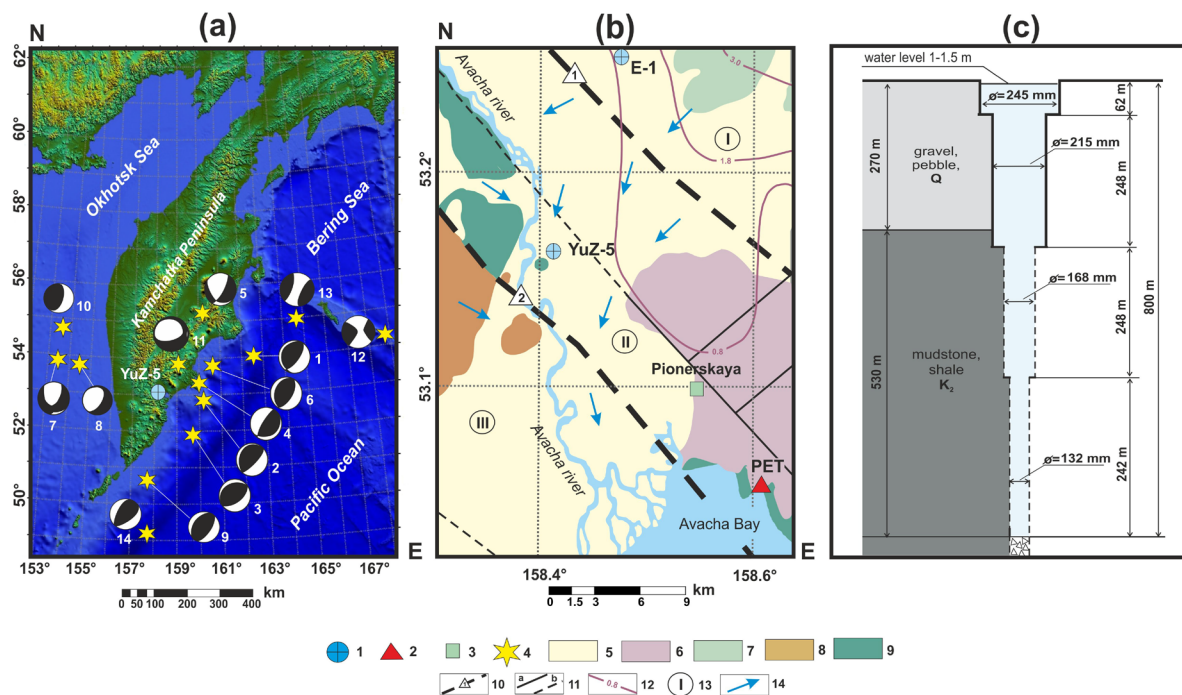 (a)
N
62°
60°
58°
56°
54°
52°
50°
Okhotsk Sea
Bering Sea
Kamchatka Peninsula
Pacific Ocean
YuZ-5
10
5
13
11
12
1
7
8
6
4
2
3
14
9
E
153° 155° 157° 159° 161° 163° 165° 167°
km
0 50 100 200 300 400
(b)
N
Avacha river
1
E-1
3.0
I
1.8
53.2
YuZ-5
2
II
0.8
Pionerskaya
53.1
III
Avacha river
PET
Avacha Bay
E
158.4 158.6
km
0 1.5 3 6 9
(c)
water level 1-1.5 m
ø=245 mm
62 m
270 m
gravel,
pebble,
Q
ø=215 mm
248 m
ø=168 mm
248 m
800 m
530 m
mudstone,
shale
K₂
ø=132 mm
242 m
1 2 3 4 5 6 7 8 9
10 a b 11 0.8 12 I 13 14